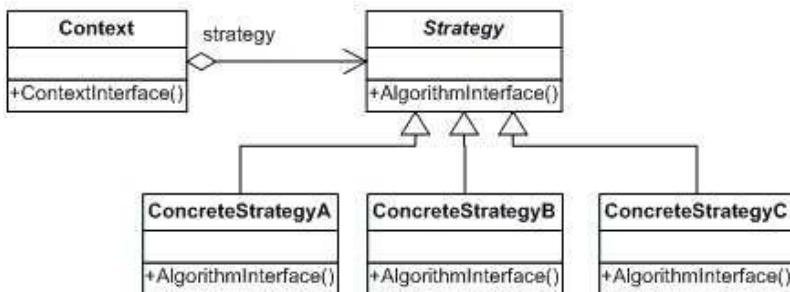 Context
strategy
Strategy
+ContextInterface()
+AlgorithmInterface()
ConcreteStrategyA
ConcreteStrategyB
ConcreteStrategyC
+AlgorithmInterface()
+AlgorithmInterface()
+AlgorithmInterface()